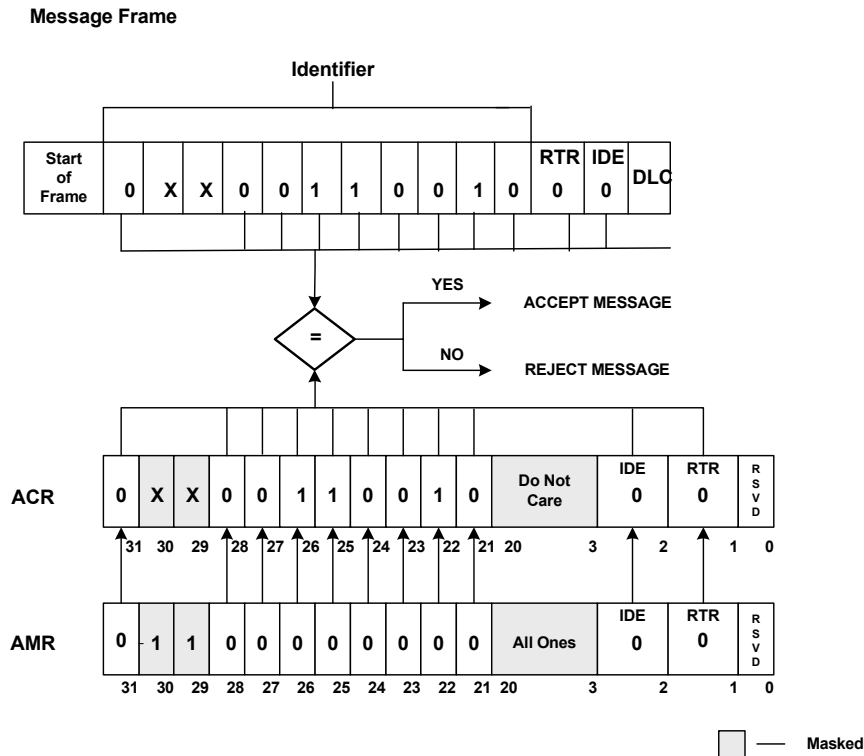 Message Frame
Identifier
Start of Frame
0 X X 0 0 1 1 0 0 1 0
RTR 0
IDE 0
DLC
YES
ACCEPT MESSAGE
=
NO
REJECT MESSAGE
ACR
0 X X 0 0 1 1 0 0 1 0
Do Not Care
IDE 0
RTR 0
RSVD
31 30 29 28 27 26 25 24 23 22 21 20 3 2 1 0
AMR
0 1 1 0 0 0 0 0 0 0 0
All Ones
IDE 0
RTR 0
RSVD
31 30 29 28 27 26 25 24 23 22 21 20 3 2 1 0
Masked